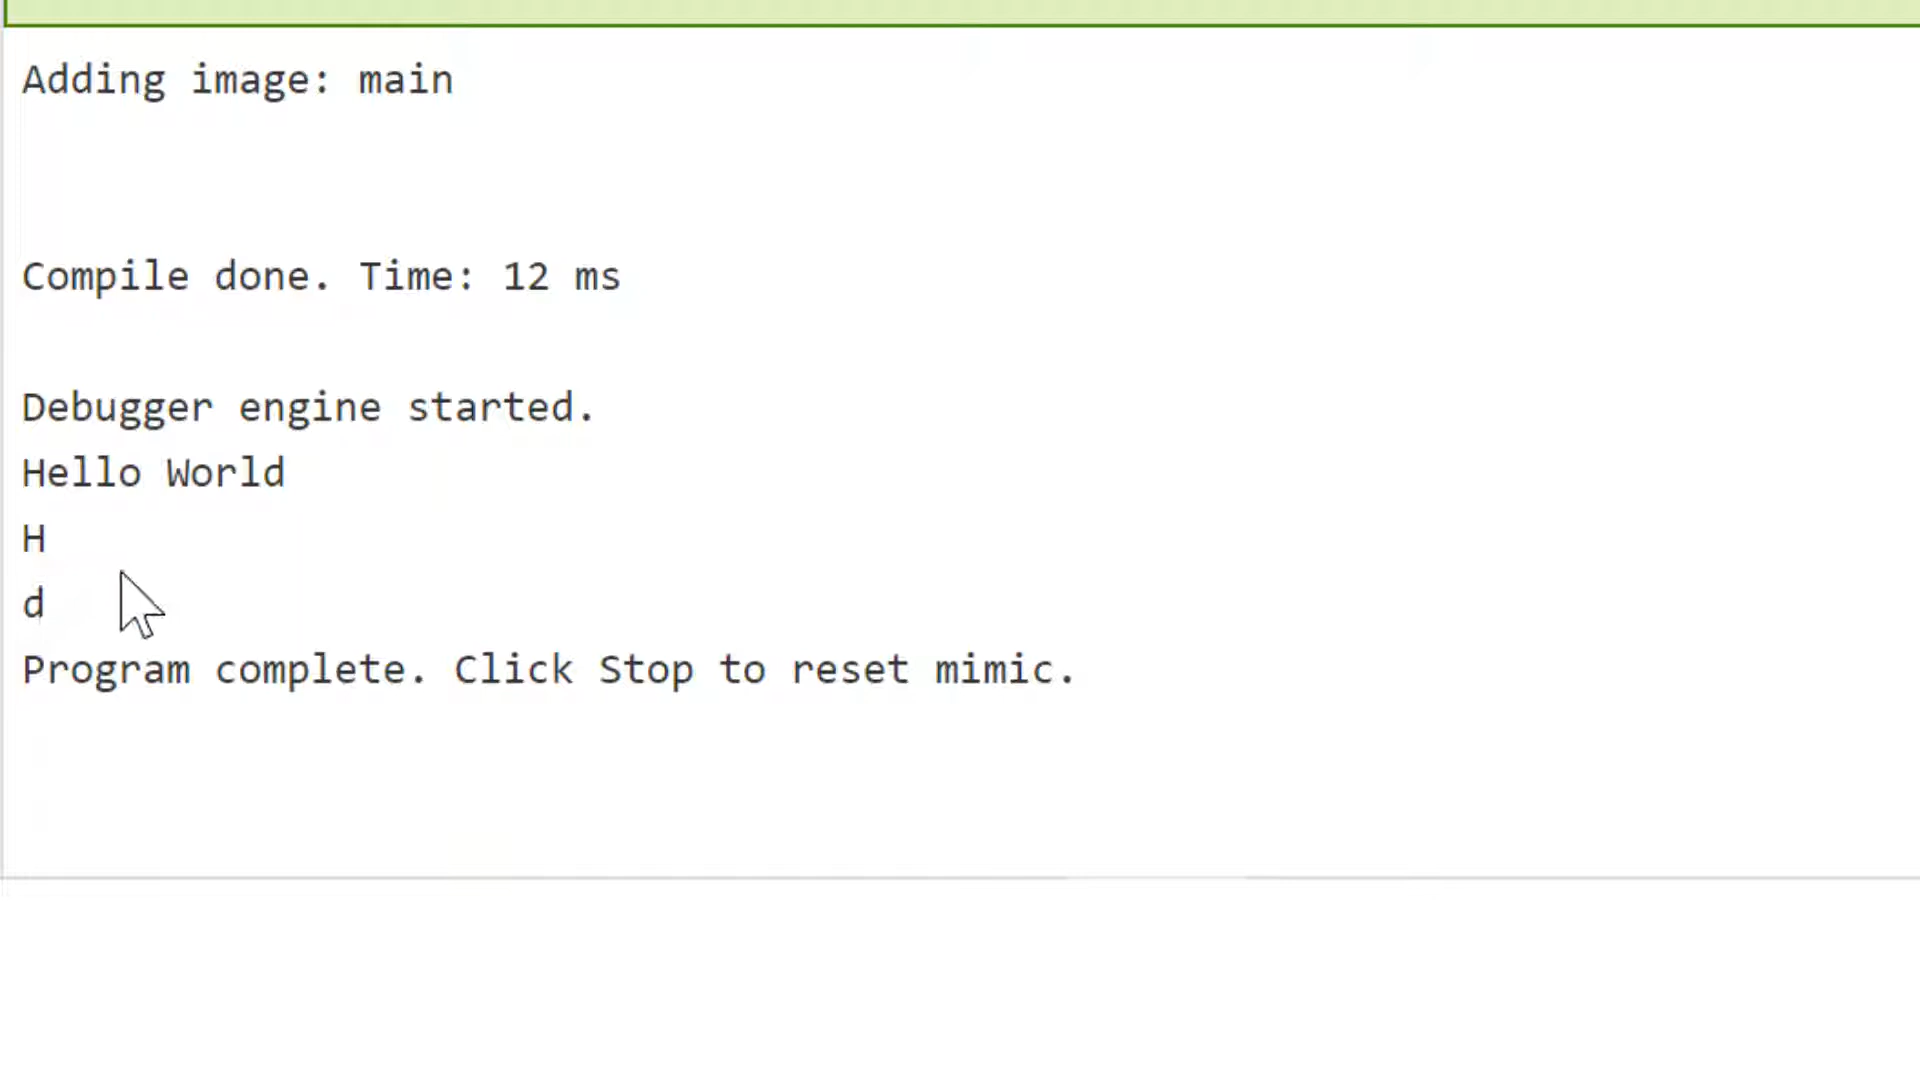 Adding image: main
Compile done. Time: 12 ms
Debugger engine started.
Hello World
H
d
Program complete. Click Stop to reset mimic.